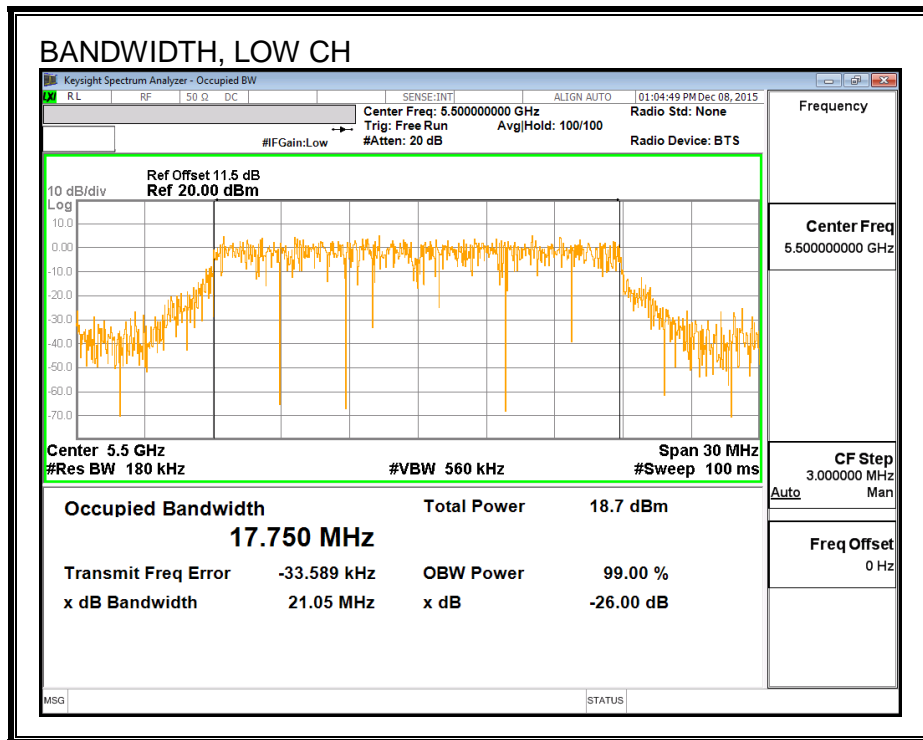 BANDWIDTH, LOW CH
Keysight Spectrum Analyzer - Occupied BW
LXI RL RF 50 Ω DC SENSE:INT ALIGN AUTO 01:04:49 PM Dec 08, 2015
Center Freq: 5.500000000 GHz Radio Std: None
Trig: Free Run Avg|Hold: 100/100
#IFGain:Low #Atten: 20 dB Radio Device: BTS
Ref Offset 11.5 dB
10 dB/div Ref 20.00 dBm
Log
10.0
0.00
-10.0
-20.0
-30.0
-40.0
-50.0
-60.0
-70.0
Center 5.5 GHz Span 30 MHz
#Res BW 180 kHz #VBW 560 kHz #Sweep 100 ms
Occupied Bandwidth Total Power 18.7 dBm
17.750 MHz
Transmit Freq Error -33.589 kHz OBW Power 99.00 %
x dB Bandwidth 21.05 MHz x dB -26.00 dB
MSG STATUS
Frequency
Center Freq
5.500000000 GHz
CF Step
3.000000 MHz
Auto Man
Freq Offset
0 Hz